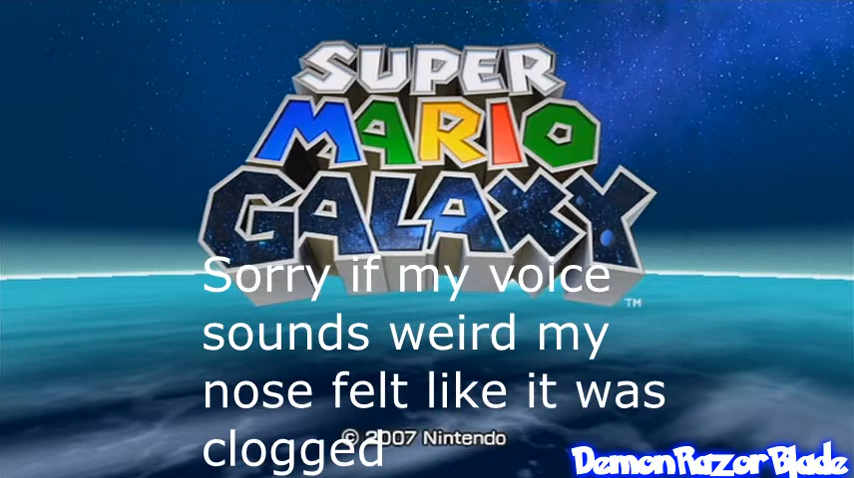 SUPER
MARIO
GALAXY
TM
Sorry if my voice
sounds weird my
nose felt like it was
clogged
© 2007 Nintendo
DemonRazorBlade